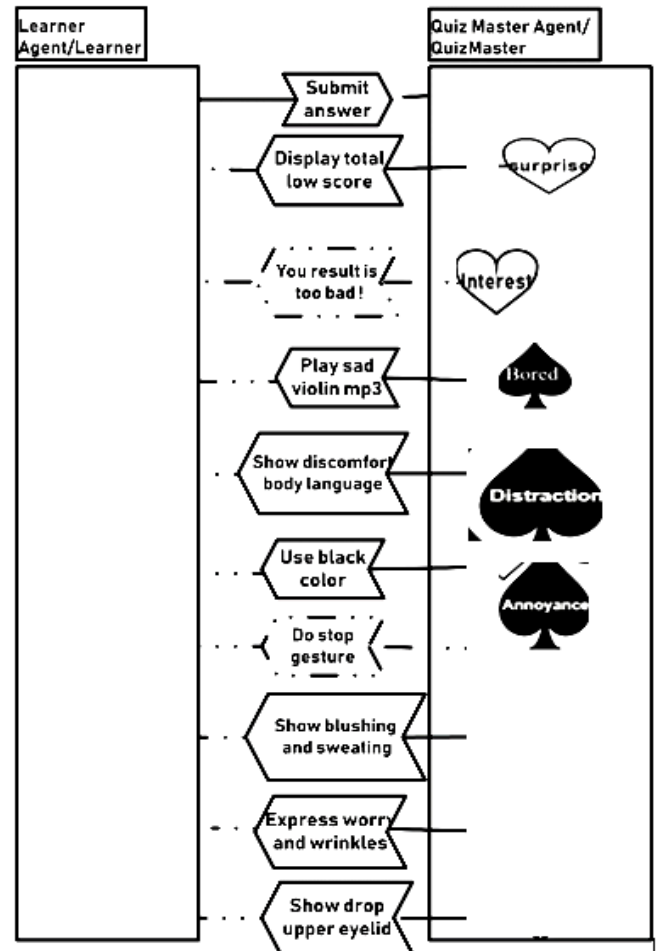 Learner
Agent/Learner
Quiz Master Agent/
QuizMaster
Submit
answer
Display total
low score
surpriso
You result is
too bad!
Interest
Play sad
violin mp3
Bored
Show discomfort
body language
Distraction
Use black
color
Annoyance
Do stop
gesture
Show blushing
and sweating
Express worry
and wrinkles
Show drop
upper eyelid